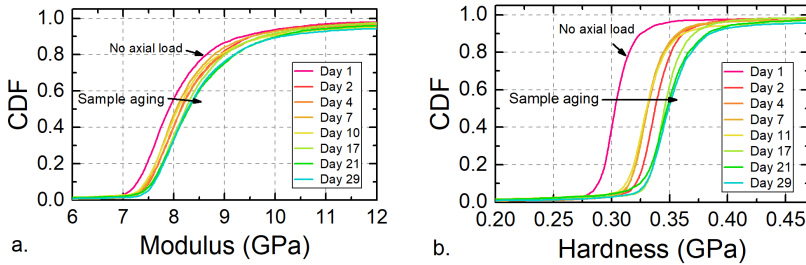 CDF
1.0
0.8
0.6
0.4
0.2
0.0
No axial load
Sample aging
Day 1
Day 2
Day 4
Day 7
Day 10
Day 17
Day 21
Day 29
6 7 8 9 10 11 12
a. Modulus (GPa)
CDF
1.0
0.8
0.6
0.4
0.2
0.0
No axial load
Sample aging
Day 1
Day 2
Day 4
Day 7
Day 11
Day 17
Day 21
Day 29
0.20 0.25 0.30 0.35 0.40 0.45
b. Hardness (GPa)